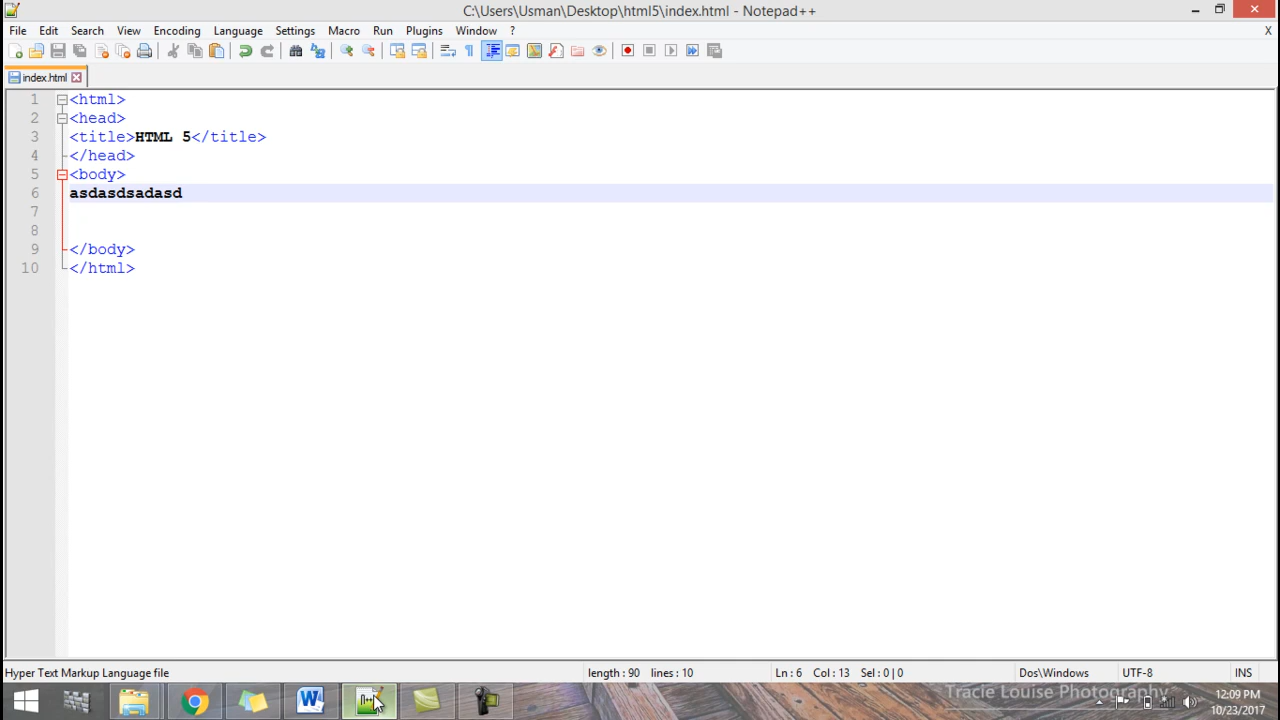 C:\Users\Usman\Desktop\html5\index.html - Notepad++
File Edit Search View Encoding Language Settings Macro Run Plugins Window ? X
index.html
1 <html>
2 <head>
3 <title>HTML 5</title>
4 </head>
5 <body>
6 asdasdsadasd
7
8
9 </body>
10 </html>
Hyper Text Markup Language file length : 90 lines : 10 Ln : 6 Col : 13 Sel : 0 | 0 Dos\Windows UTF-8 INS
Tracie Louise Photography
12:09 PM
10/23/2017